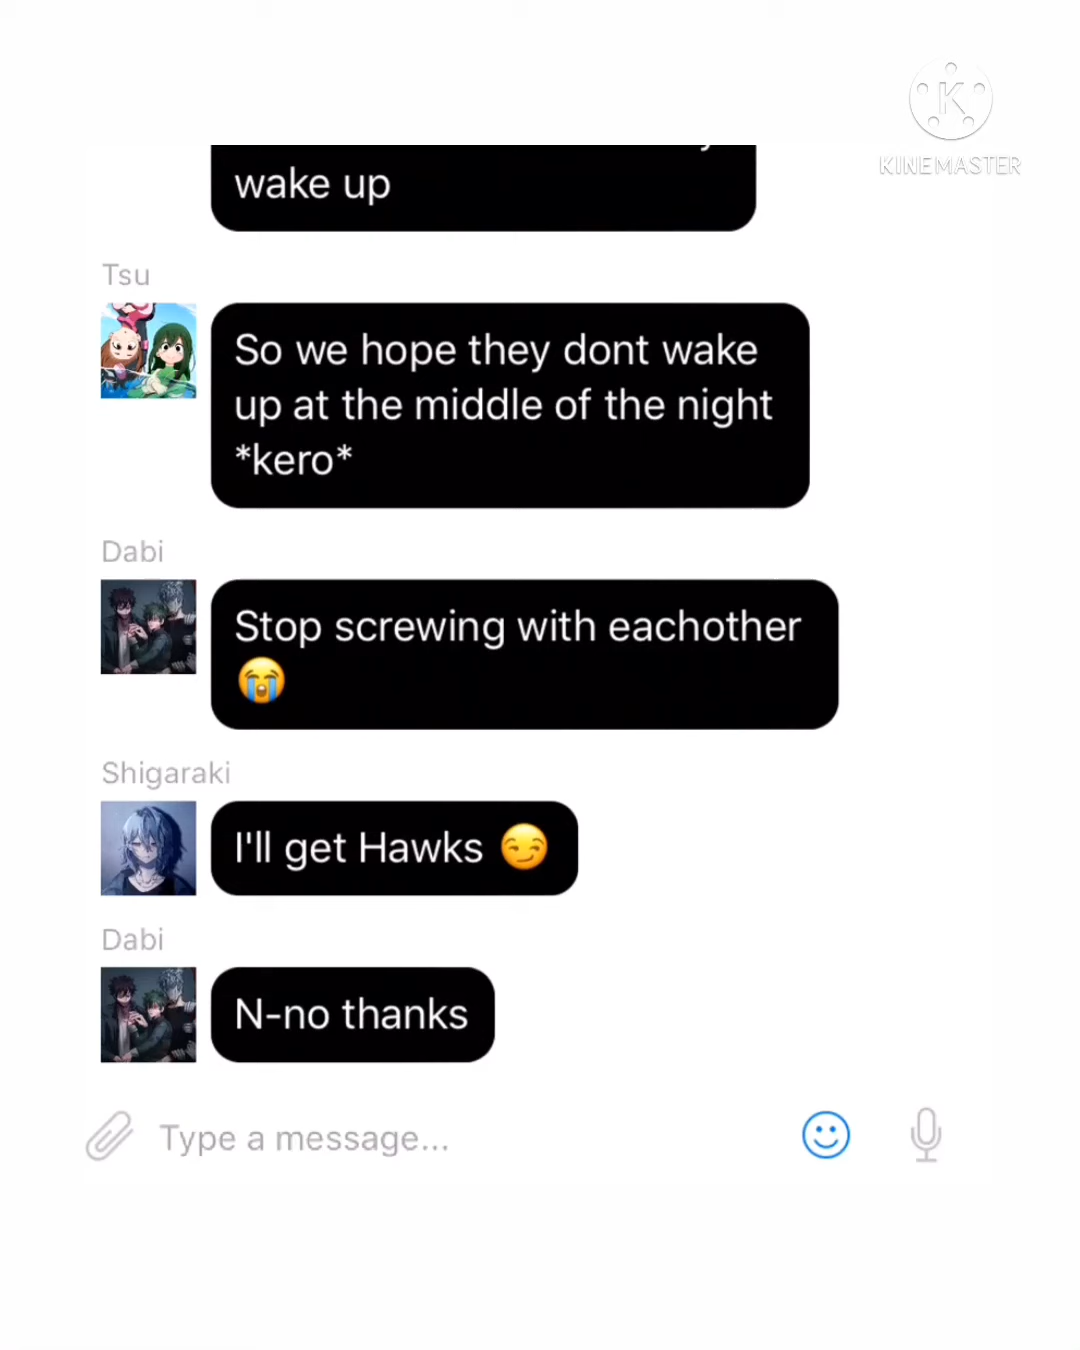 KINEMASTER
wake up
Tsu
So we hope they dont wake
up at the middle of the night
*kero*
Dabi
Stop screwing with eachother
😭
Shigaraki
I'll get Hawks 😏
Dabi
N-no thanks
Type a message...